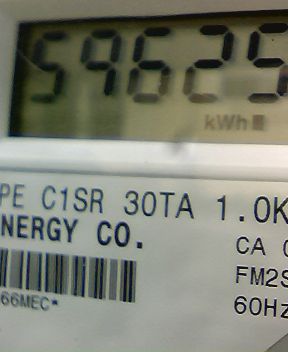 59625
kWh
PE C1SR 30TA 1.0K
NERGY CO.
CA
FM2S
66MEC*
60Hz